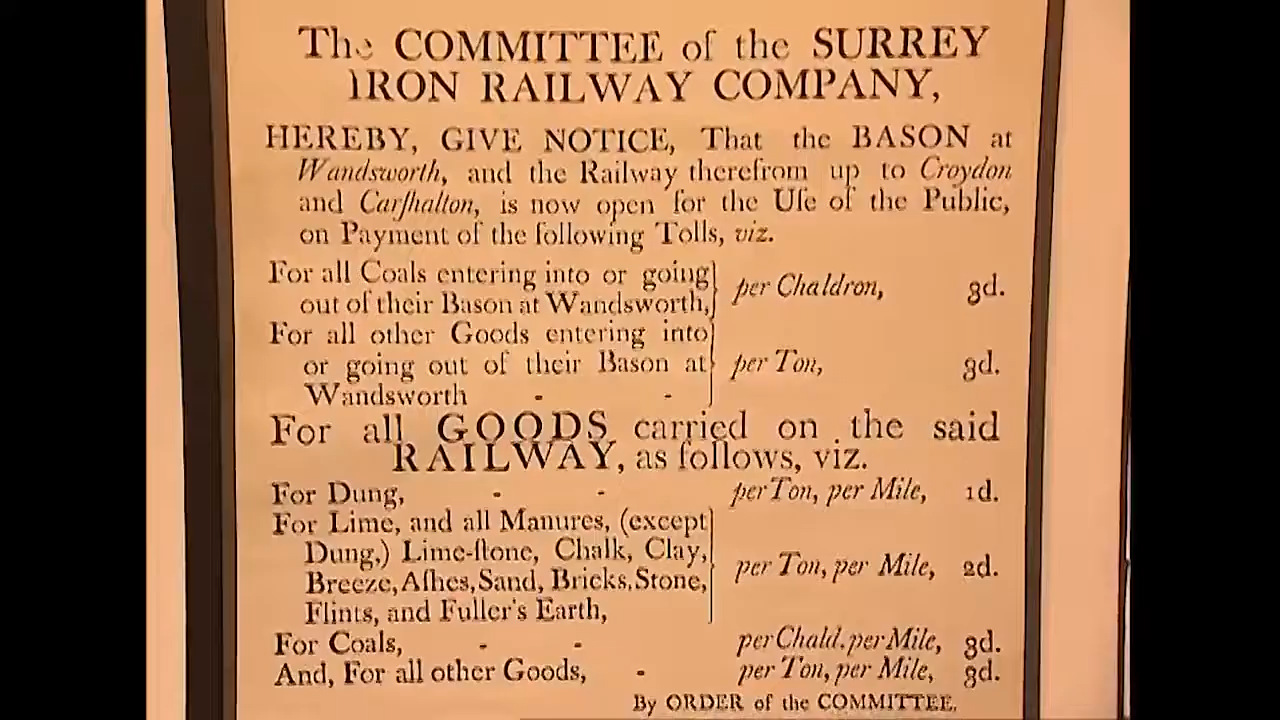 The COMMITTEE of the SURREY
IRON RAILWAY COMPANY,
HEREBY, GIVE NOTICE, That the BASON at
Wandsworth, and the Railway therefrom up to Croydon
and Carſhalton, is now open for the Uſe of the Public,
on Payment of the following Tolls, viz.
For all Coals entering into or going
out of their Bason at Wandsworth, per Chaldron, 3d.
For all other Goods entering into
or going out of their Bason at per Ton, 3d.
Wandsworth - -
For all GOODS carried on the said
RAILWAY, as follows, viz.
For Dung, - - per Ton, per Mile, 1d.
For Lime, and all Manures, (except
Dung,) Lime-ſtone, Chalk, Clay,
Breeze, Aſhes, Sand, Bricks, Stone, per Ton, per Mile, 2d.
Flints, and Fuller's Earth,
For Coals, - - per Chald. per Mile, 3d.
And, For all other Goods, - per Ton, per Mile, 3d.
By ORDER of the COMMITTEE.